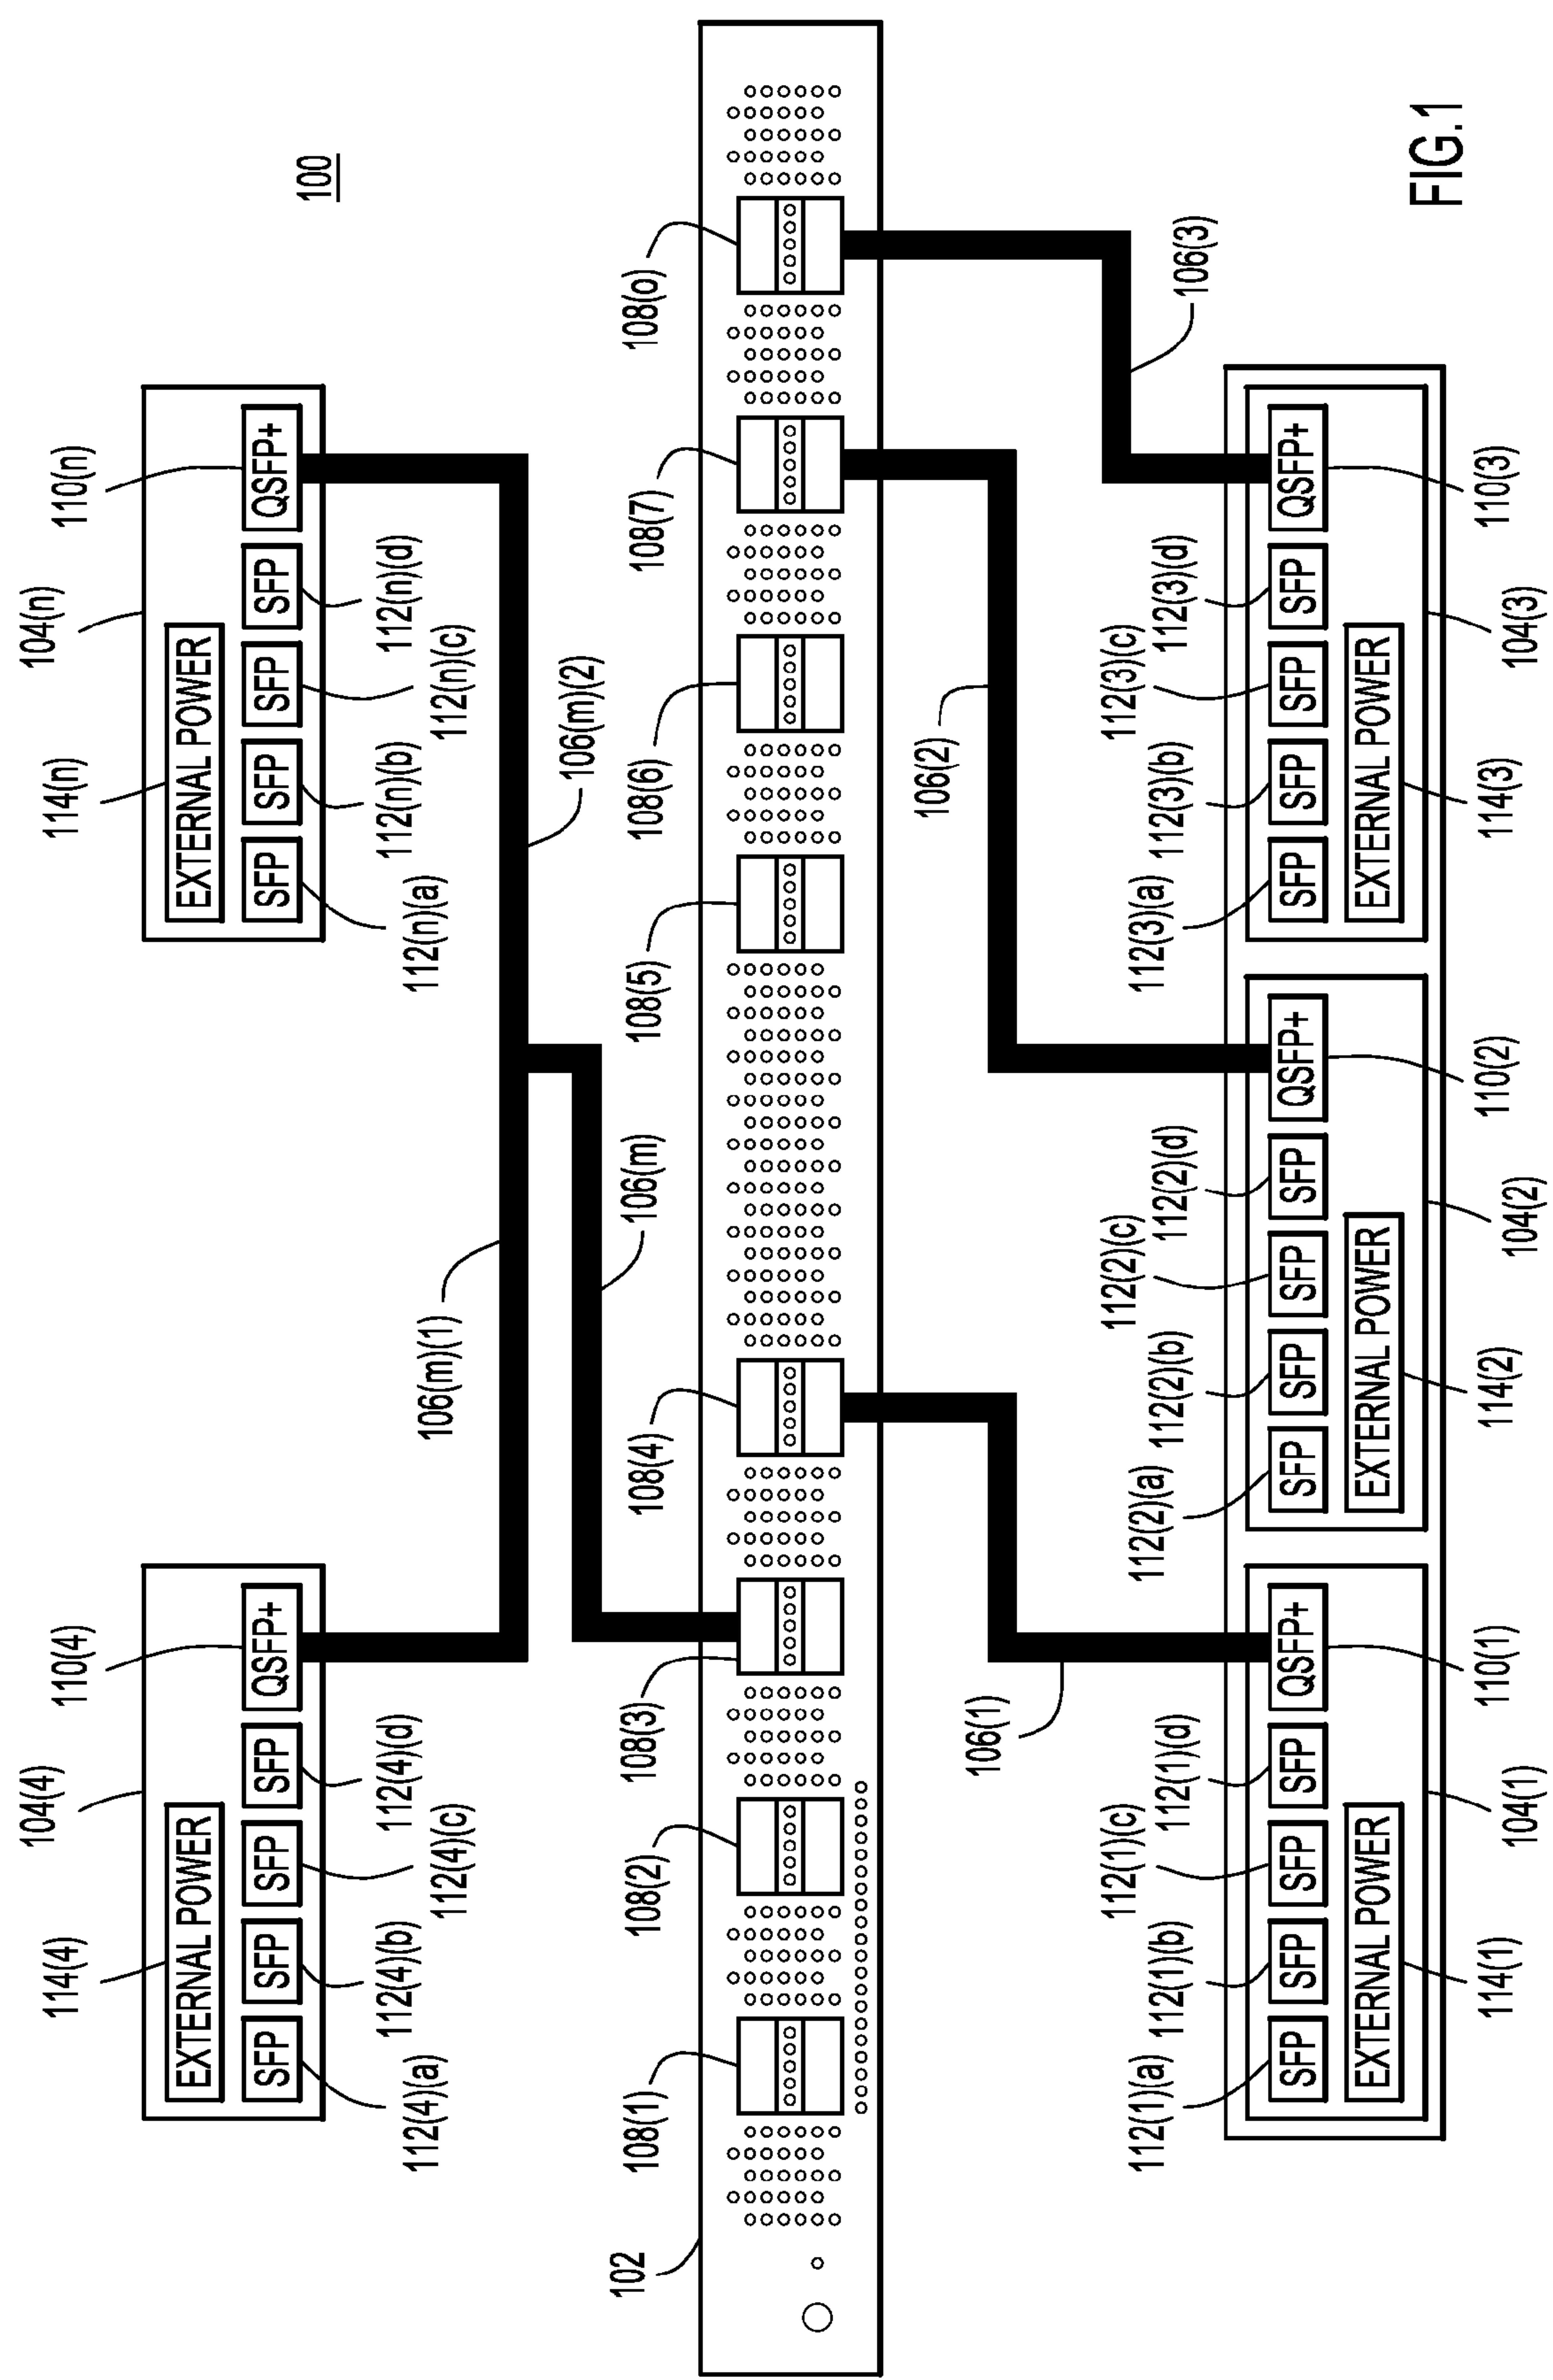 104(4)
104(n)
114(4)
110(4)
114(n)
110(n)
100
EXTERNAL POWER
EXTERNAL POWER
SFP
SFP
SFP
SFP
QSFP+
SFP
SFP
SFP
SFP
QSFP+
112(4)(a)
112(4)(b)
112(4)(c)
112(4)(d)
112(n)(a)
112(n)(b)
112(n)(c)
112(n)(d)
106(m)(1)
106(m)(2)
106(m)
102
108(1)
108(2)
108(3)
108(4)
108(5)
108(6)
108(7)
108(o)
106(1)
106(2)
106(3)
112(1)(a)
112(1)(b)
112(1)(c)
112(1)(d)
112(2)(a)
112(2)(b)
112(2)(c)
112(2)(d)
112(3)(a)
112(3)(b)
112(3)(c)
112(3)(d)
SFP
SFP
SFP
SFP
QSFP+
SFP
SFP
SFP
SFP
QSFP+
SFP
SFP
SFP
SFP
QSFP+
EXTERNAL POWER
EXTERNAL POWER
EXTERNAL POWER
114(1)
110(1)
114(2)
110(2)
114(3)
110(3)
104(1)
104(2)
104(3)
FIG.1